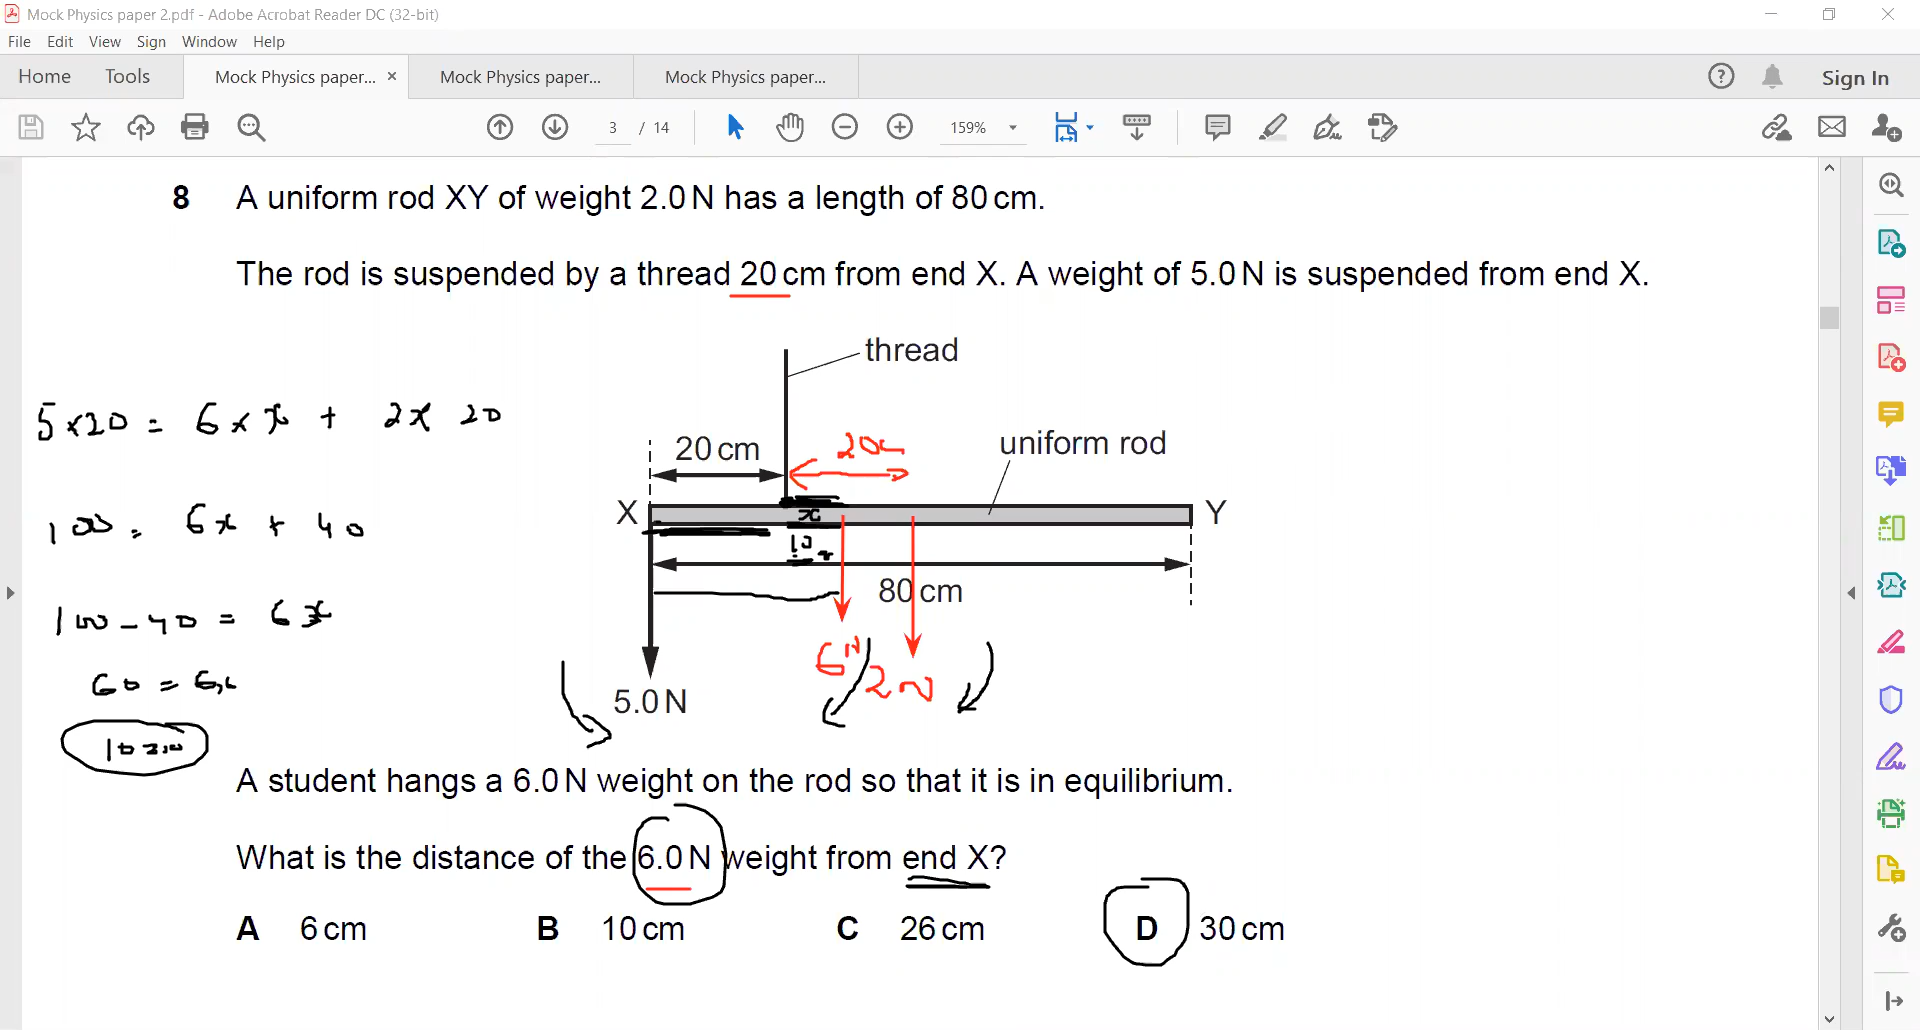 Mock Physics paper 2.pdf - Adobe Acrobat Reader DC (32-bit)
File Edit View Sign Window Help
Home Tools Mock Physics paper... × Mock Physics paper... Mock Physics paper... Sign In
3 / 14 159%
8 A uniform rod XY of weight 2.0 N has a length of 80 cm.
The rod is suspended by a thread 20 cm from end X. A weight of 5.0 N is suspended from end X.
thread
5×20 = 6×x + 2× 20
20 cm
20c
uniform rod
X
x
Y
100 = 6x + 40
10
80 cm
100-40 = 6x
6N
2N
60 = 6x
5.0 N
10
A student hangs a 6.0 N weight on the rod so that it is in equilibrium.
What is the distance of the 6.0 N weight from end X?
A 6 cm B 10 cm C 26 cm D 30 cm